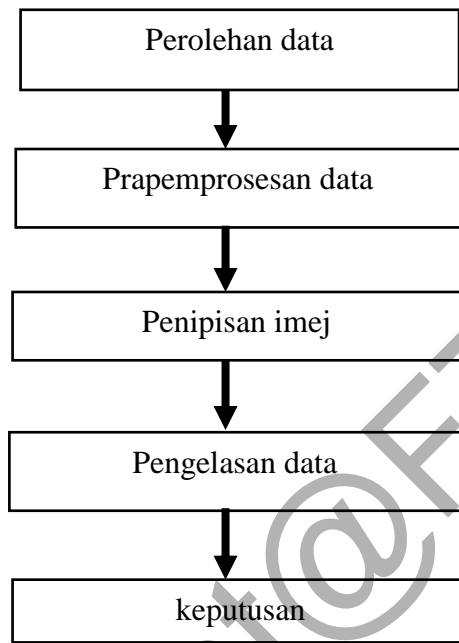 Perolehan data
Prapemprosesan data
Penipisan imej
Pengelasan data
keputusan